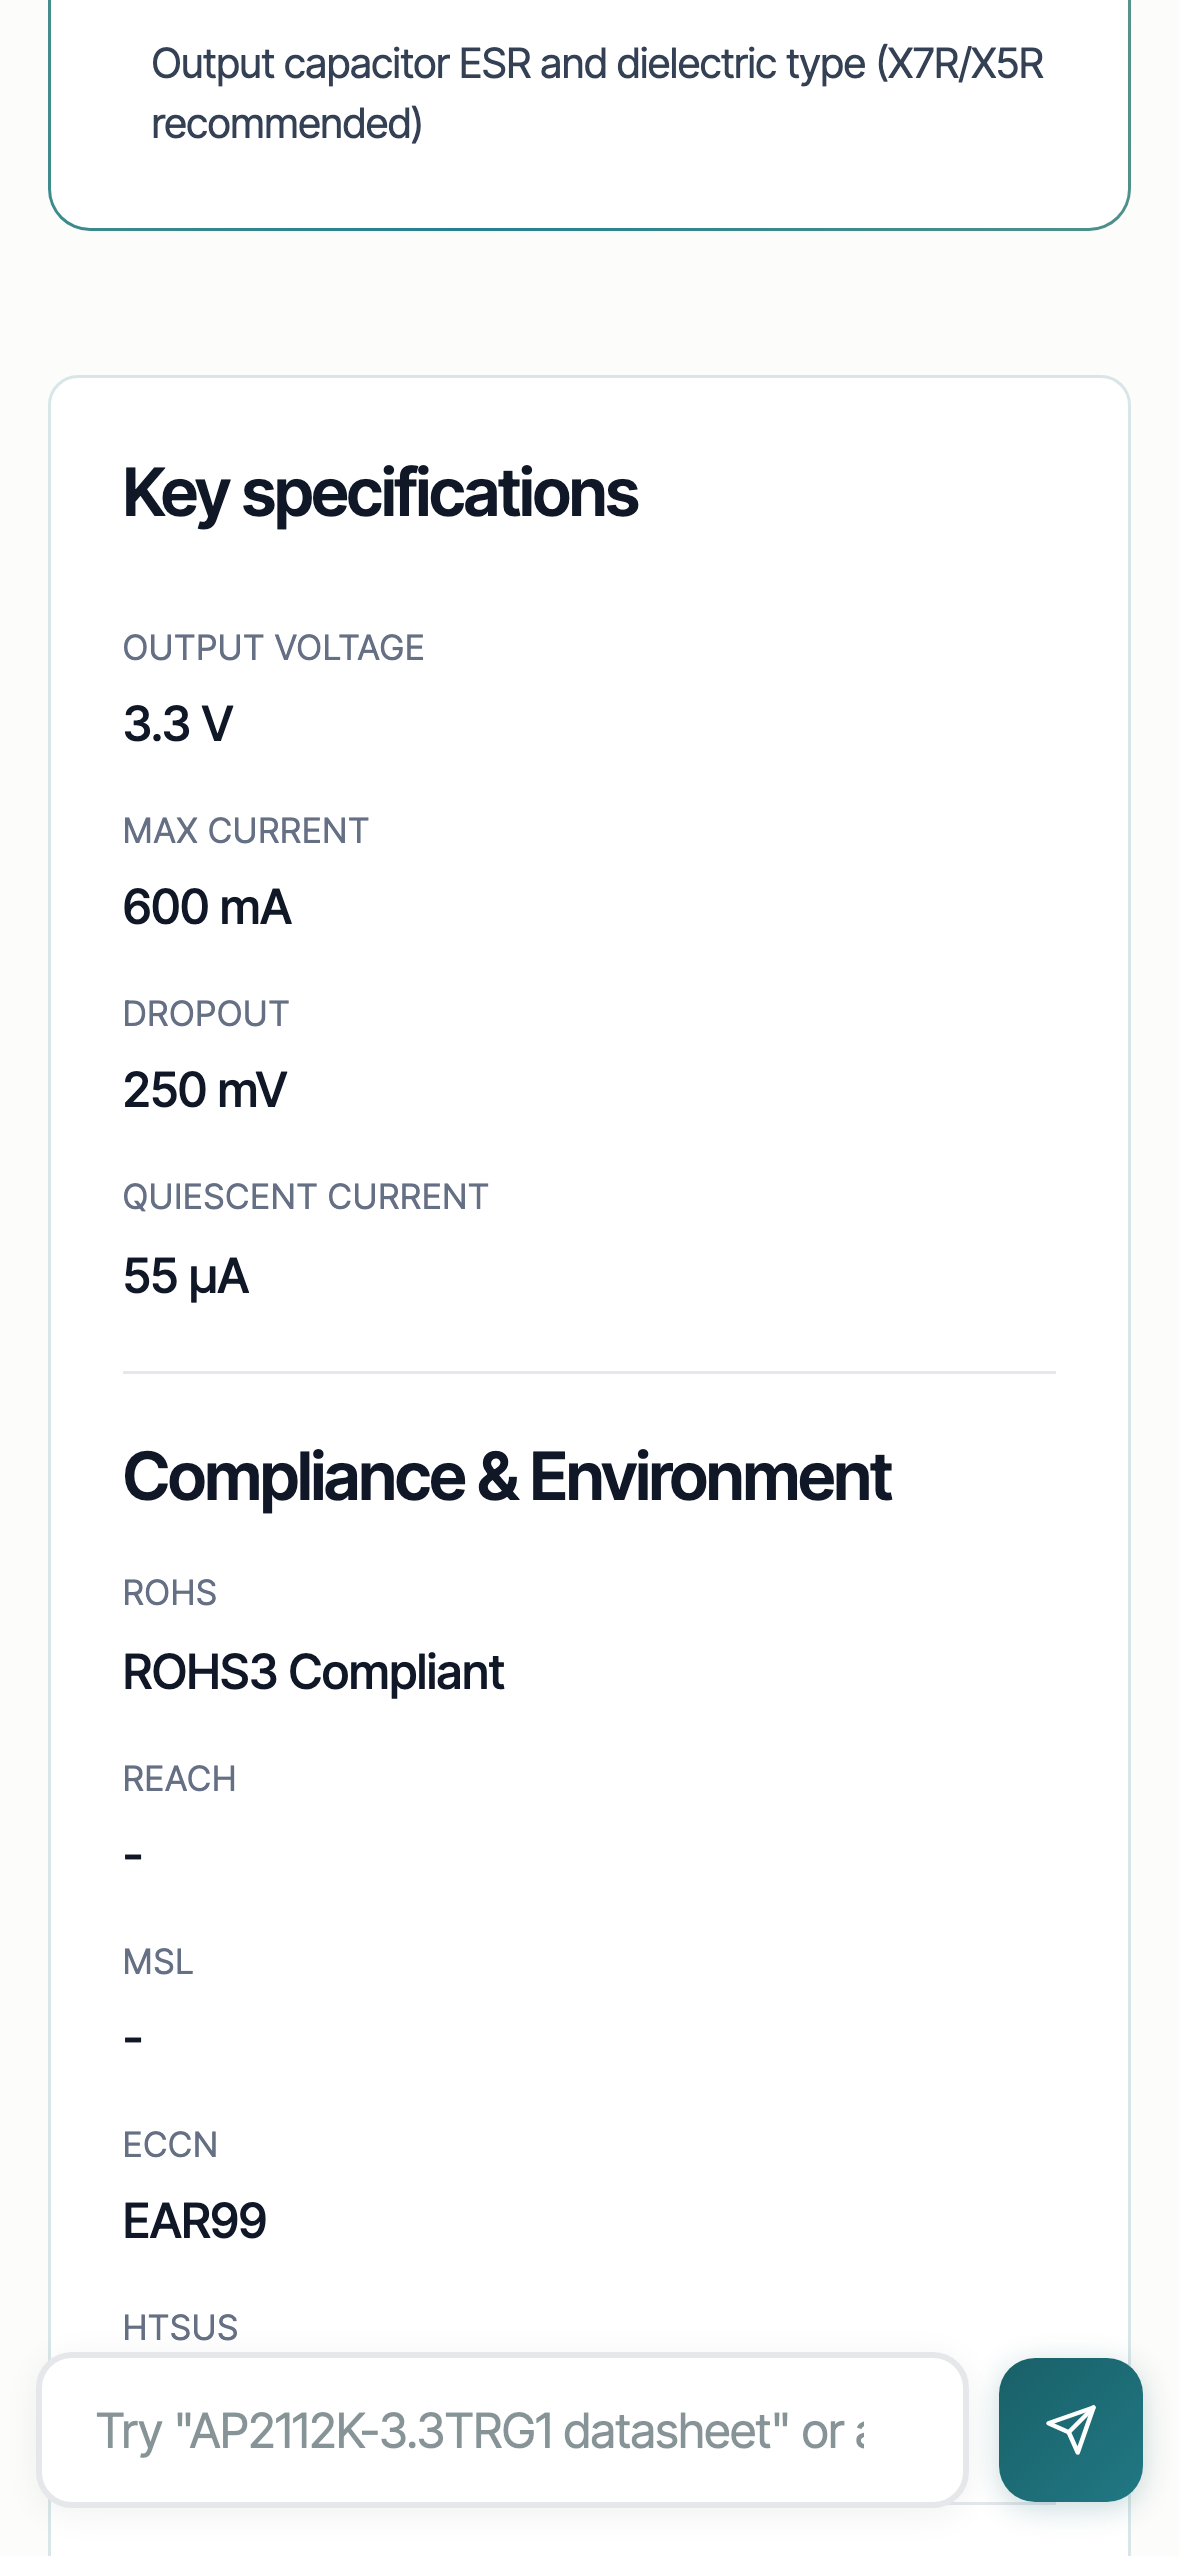 Output capacitor ESR and dielectric type (X7R/X5R
recommended)
Key specifications
OUTPUT VOLTAGE
3.3 V
MAX CURRENT
600 mA
DROPOUT
250 mV
QUIESCENT CURRENT
55 µA
Compliance & Environment
ROHS
ROHS3 Compliant
REACH
-
MSL
-
ECCN
EAR99
HTSUS
Try "AP2112K-3.3TRG1 datasheet" or